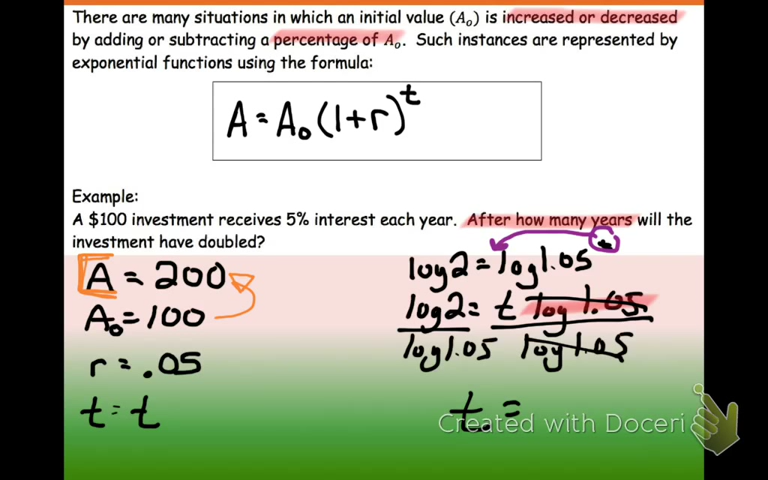 There are many situations in which an initial value (A₀) is increased or decreased
by adding or subtracting a percentage of A₀. Such instances are represented by
exponential functions using the formula:
A = A₀ (1+r)^t
Example:
A $100 investment receives 5% interest each year. After how many years will the
investment have doubled?
A = 200
A₀ = 100
r = .05
t = t
log2 = log1.05
log2 = t log 1.05
log1.05 log1.05
t =
Created with Doceri